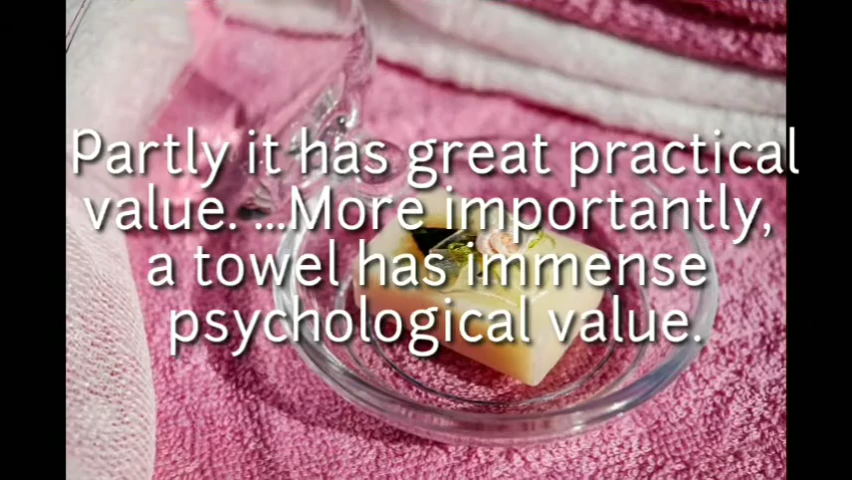 Partly it has great practical
value. ...More importantly,
a towel has immense
psychological value.